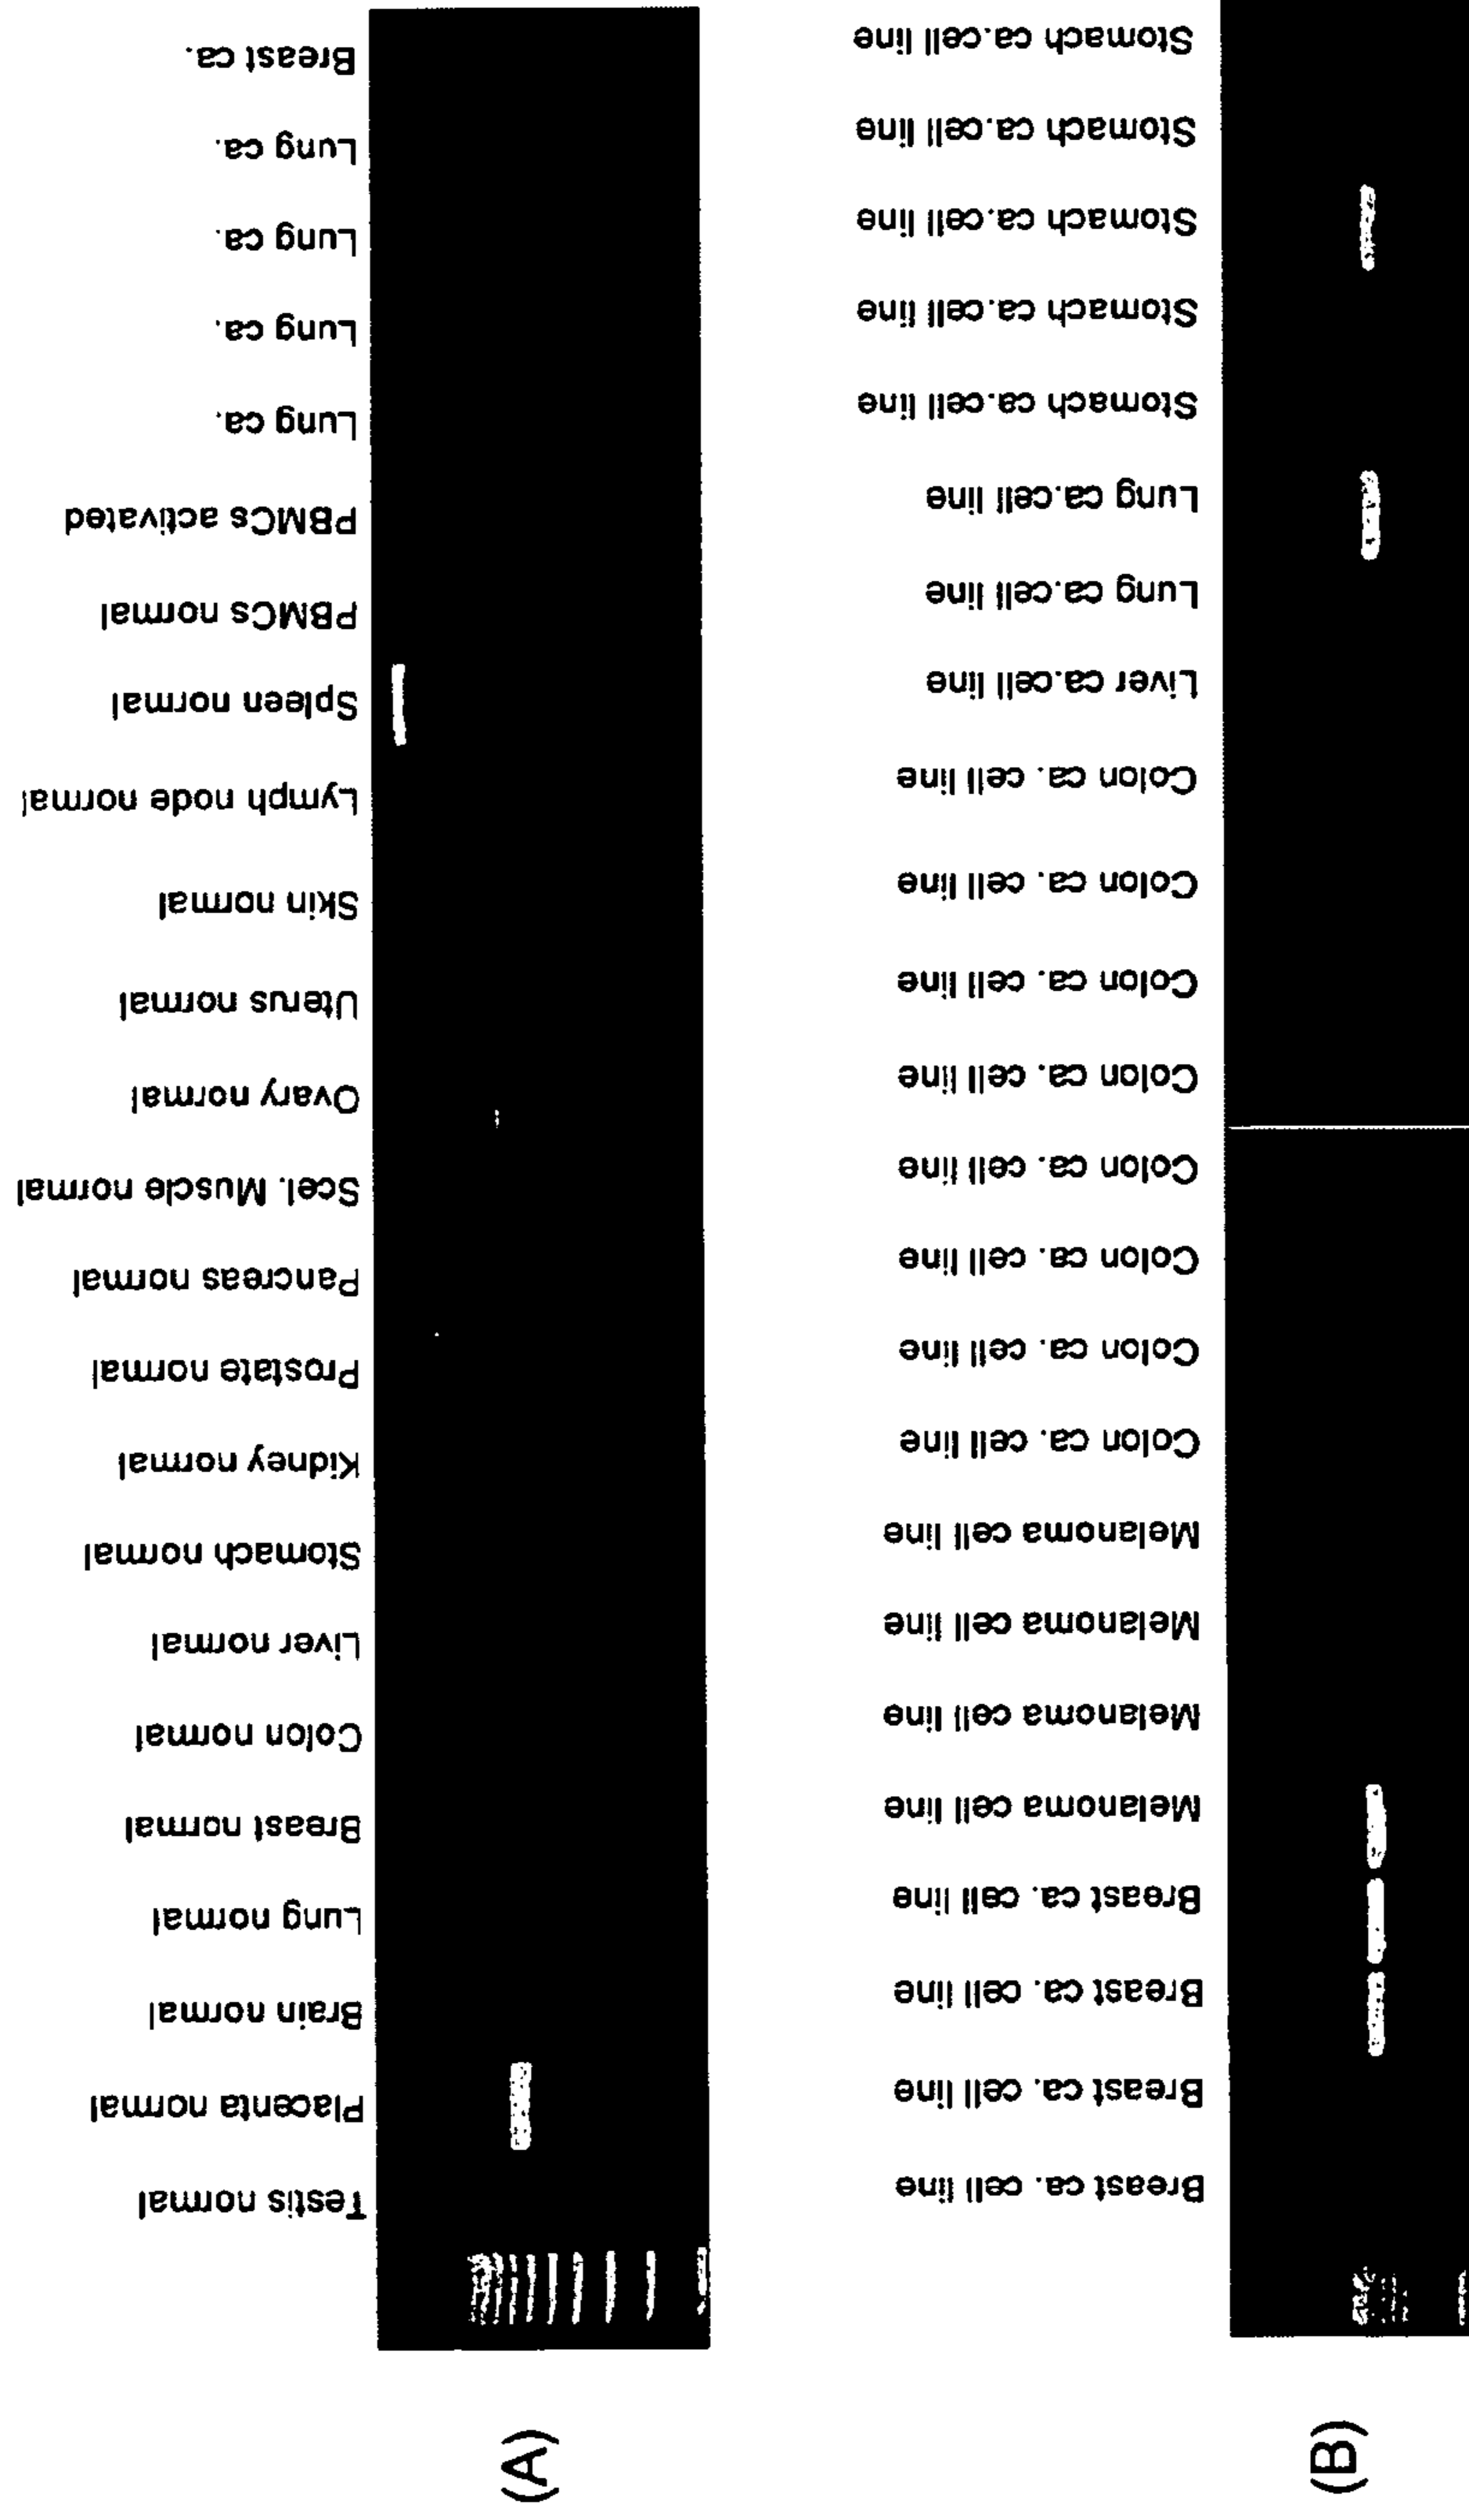 (A)
Testis normal
Placenta normal
Brain normal
Lung normal
Breast normal
Colon normal
Liver normal
Stomach normal
Kidney normal
Prostate normal
Pancreas normal
Scel. Muscle normal
Ovary normal
Uterus normal
Skin normal
Lymph node normal
Spleen normal
PBMCs normal
PBMCs activated
Lung ca.
Lung ca.
Lung ca.
Lung ca.
Breast ca.
(B)
Breast ca. cell line
Breast ca. cell line
Breast ca. cell line
Breast ca. cell line
Melanoma cell line
Melanoma cell line
Melanoma cell line
Melanoma cell line
Colon ca. cell line
Colon ca. cell line
Colon ca. cell line
Colon ca. cell line
Colon ca. cell line
Colon ca. cell line
Colon ca. cell line
Colon ca. cell line
Liver ca.cell line
Lung ca.cell line
Lung ca.cell line
Stomach ca.cell line
Stomach ca.cell line
Stomach ca.cell line
Stomach ca.cell line
Stomach ca.cell line